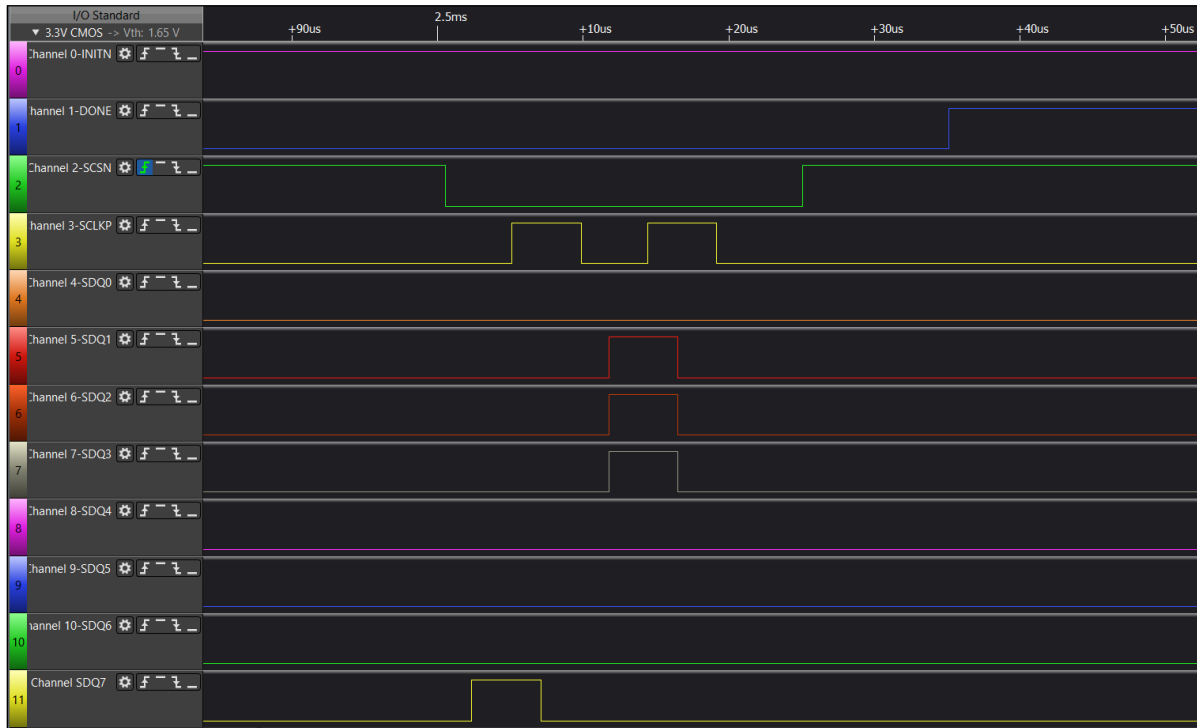 I/O Standard
▼ 3.3V CMOS -> Vth: 1.65 V
+90us
2.5ms
+10us
+20us
+30us
+40us
+50us
hannel 0-INITN
0
hannel 1-DONE
1
Channel 2-SCSN
2
hannel 3-SCLKP
3
Channel 4-SDQ0
4
Channel 5-SDQ1
5
Channel 6-SDQ2
6
Channel 7-SDQ3
7
Channel 8-SDQ4
8
Channel 9-SDQ5
9
annel 10-SDQ6
10
Channel SDQ7
11